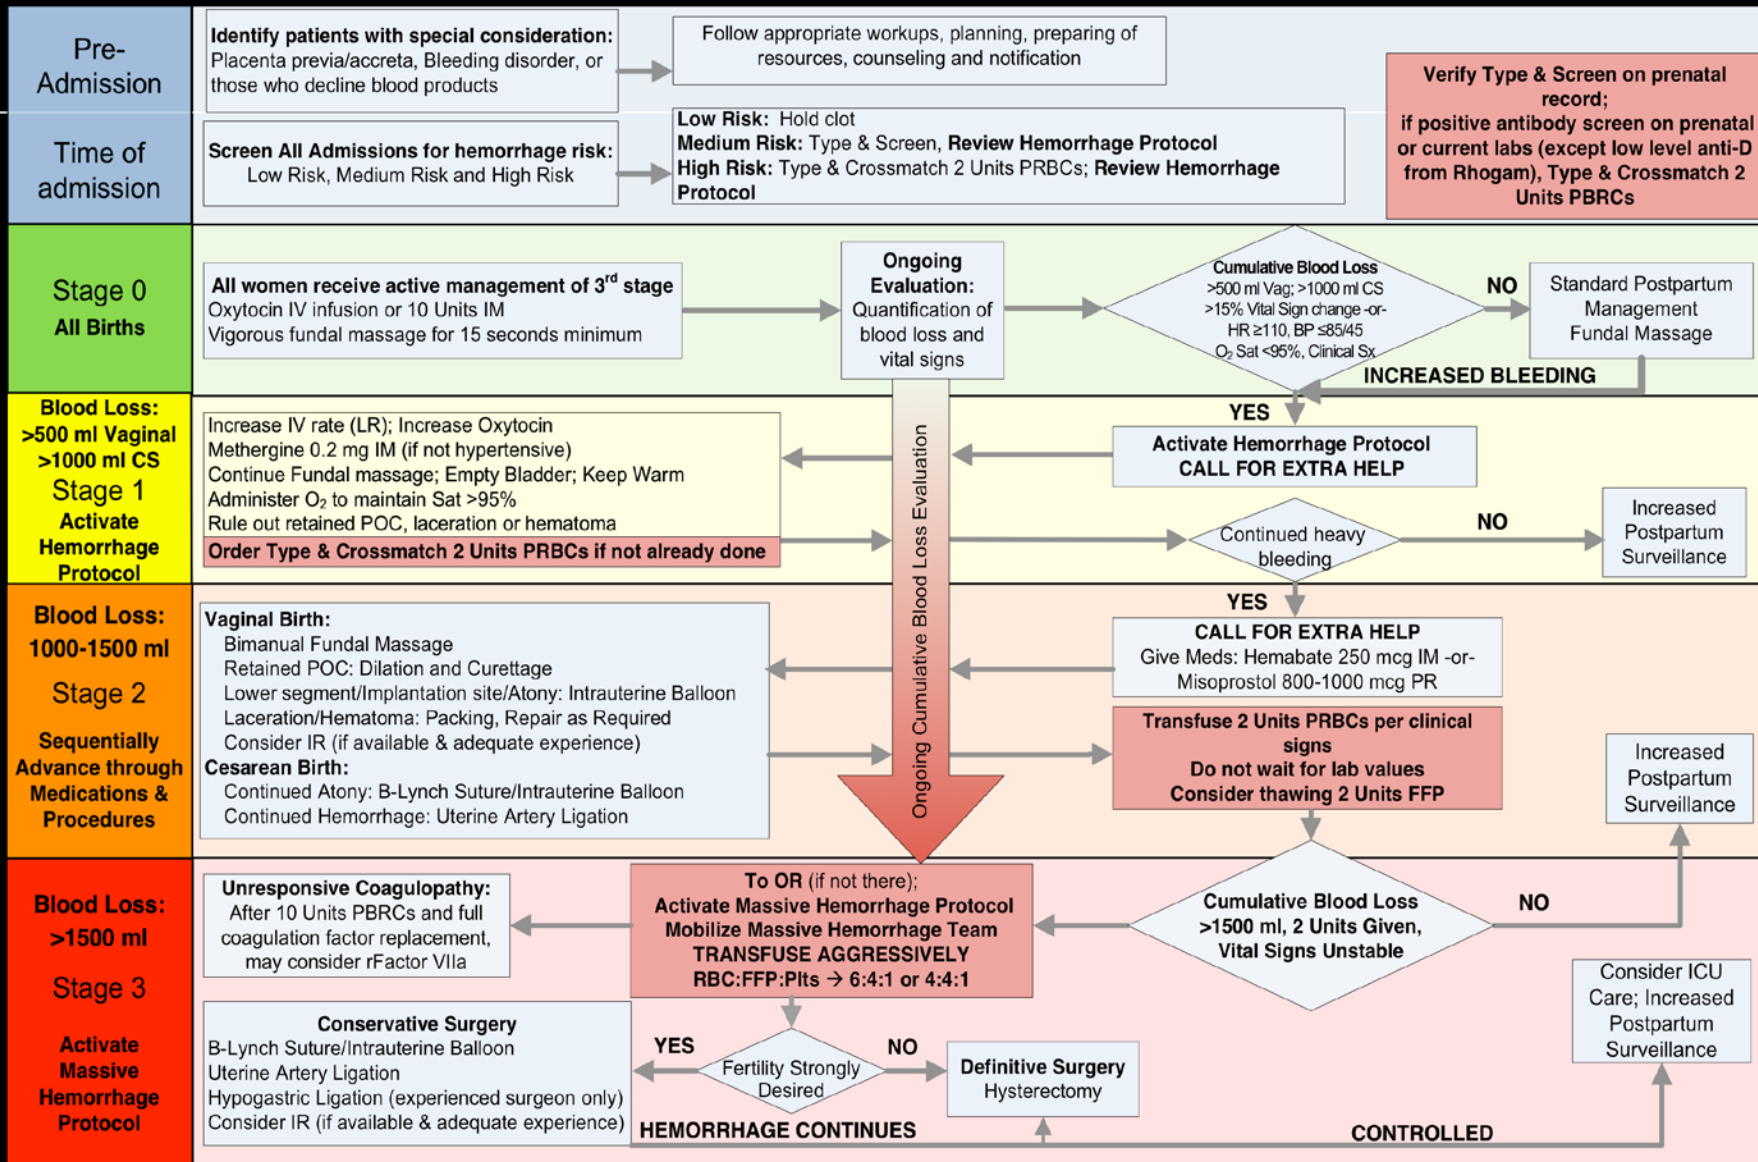 Pre-
Admission
Identify patients with special consideration:
Placenta previa/accreta, Bleeding disorder, or
those who decline blood products
Follow appropriate workups, planning, preparing of
resources, counseling and notification
Verify Type & Screen on prenatal
record;
if positive antibody screen on prenatal
or current labs (except low level anti-D
from Rhogam), Type & Crossmatch 2
Units PBRCs
Time of
admission
Screen All Admissions for hemorrhage risk:
Low Risk, Medium Risk and High Risk
Low Risk: Hold clot
Medium Risk: Type & Screen, Review Hemorrhage Protocol
High Risk: Type & Crossmatch 2 Units PRBCs; Review Hemorrhage
Protocol
Stage 0
All Births
All women receive active management of 3rd stage
Oxytocin IV infusion or 10 Units IM
Vigorous fundal massage for 15 seconds minimum
Ongoing
Evaluation:
Quantification of
blood loss and
vital signs
Cumulative Blood Loss
>500 ml Vag; >1000 ml CS
>15% Vital Sign change -or-
HR ≥110, BP ≤85/45
O₂ Sat <95%, Clinical Sx
NO
Standard Postpartum
Management
Fundal Massage
INCREASED BLEEDING
Blood Loss:
>500 ml Vaginal
>1000 ml CS
Stage 1
Activate
Hemorrhage
Protocol
Increase IV rate (LR); Increase Oxytocin
Methergine 0.2 mg IM (if not hypertensive)
Continue Fundal massage; Empty Bladder; Keep Warm
Administer O₂ to maintain Sat >95%
Rule out retained POC, laceration or hematoma
Order Type & Crossmatch 2 Units PRBCs if not already done
Ongoing Cumulative Blood Loss Evaluation
YES
Activate Hemorrhage Protocol
CALL FOR EXTRA HELP
Continued heavy
bleeding
NO
Increased
Postpartum
Surveillance
Blood Loss:
1000-1500 ml
Stage 2
Sequentially
Advance through
Medications &
Procedures
Vaginal Birth:
Bimanual Fundal Massage
Retained POC: Dilation and Curettage
Lower segment/Implantation site/Atony: Intrauterine Balloon
Laceration/Hematoma: Packing, Repair as Required
Consider IR (if available & adequate experience)
Cesarean Birth:
Continued Atony: B-Lynch Suture/Intrauterine Balloon
Continued Hemorrhage: Uterine Artery Ligation
YES
CALL FOR EXTRA HELP
Give Meds: Hemabate 250 mcg IM -or-
Misoprostol 800-1000 mcg PR
Transfuse 2 Units PRBCs per clinical
signs
Do not wait for lab values
Consider thawing 2 Units FFP
Increased
Postpartum
Surveillance
Blood Loss:
>1500 ml
Stage 3
Activate
Massive
Hemorrhage
Protocol
Unresponsive Coagulopathy:
After 10 Units PBRCs and full
coagulation factor replacement,
may consider rFactor VIIa
To OR (if not there);
Activate Massive Hemorrhage Protocol
Mobilize Massive Hemorrhage Team
TRANSFUSE AGGRESSIVELY
RBC:FFP:Plts → 6:4:1 or 4:4:1
Cumulative Blood Loss
>1500 ml, 2 Units Given,
Vital Signs Unstable
NO
Conservative Surgery
B-Lynch Suture/Intrauterine Balloon
Uterine Artery Ligation
Hypogastric Ligation (experienced surgeon only)
Consider IR (if available & adequate experience)
YES
Fertility Strongly
Desired
NO
Definitive Surgery
Hysterectomy
Consider ICU
Care; Increased
Postpartum
Surveillance
HEMORRHAGE CONTINUES
CONTROLLED